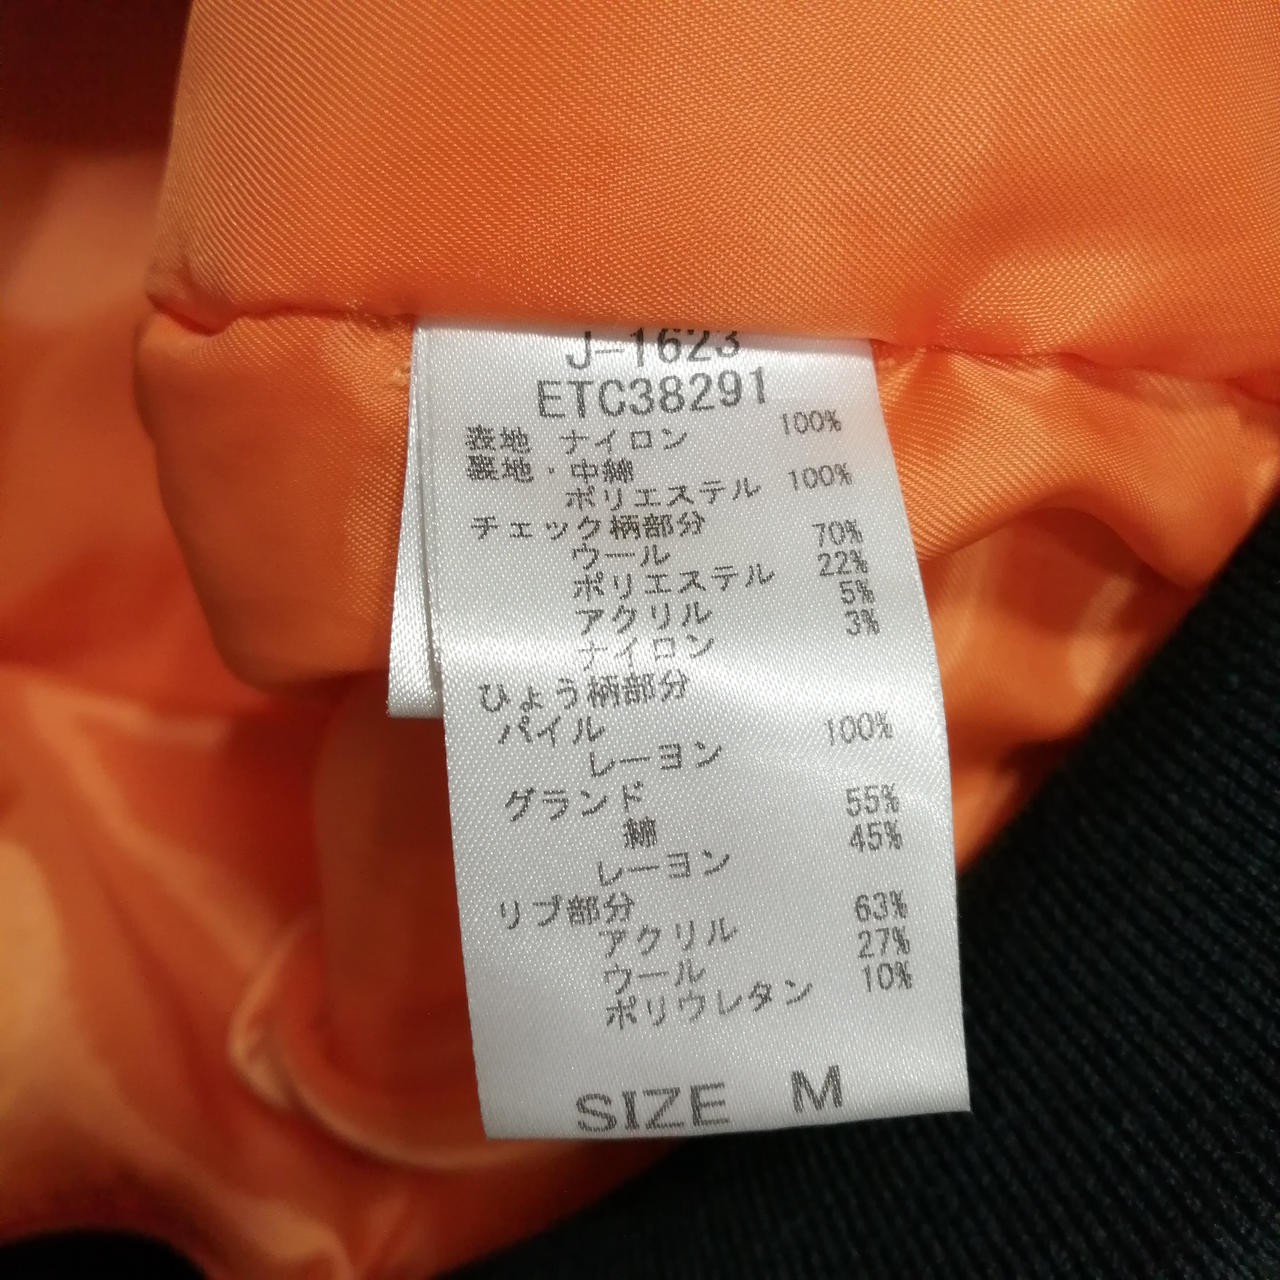 J-1623
ETC38291
表地 ナイロン 100%
裏地・中綿
ポリエステル 100%
チェック柄部分
ウール 70%
ポリエステル 22%
アクリル 5%
ナイロン 3%
ひょう柄部分
パイル
レーヨン 100%
グランド
綿 55%
レーヨン 45%
リブ部分
アクリル 63%
ウール 27%
ポリウレタン 10%
SIZE M